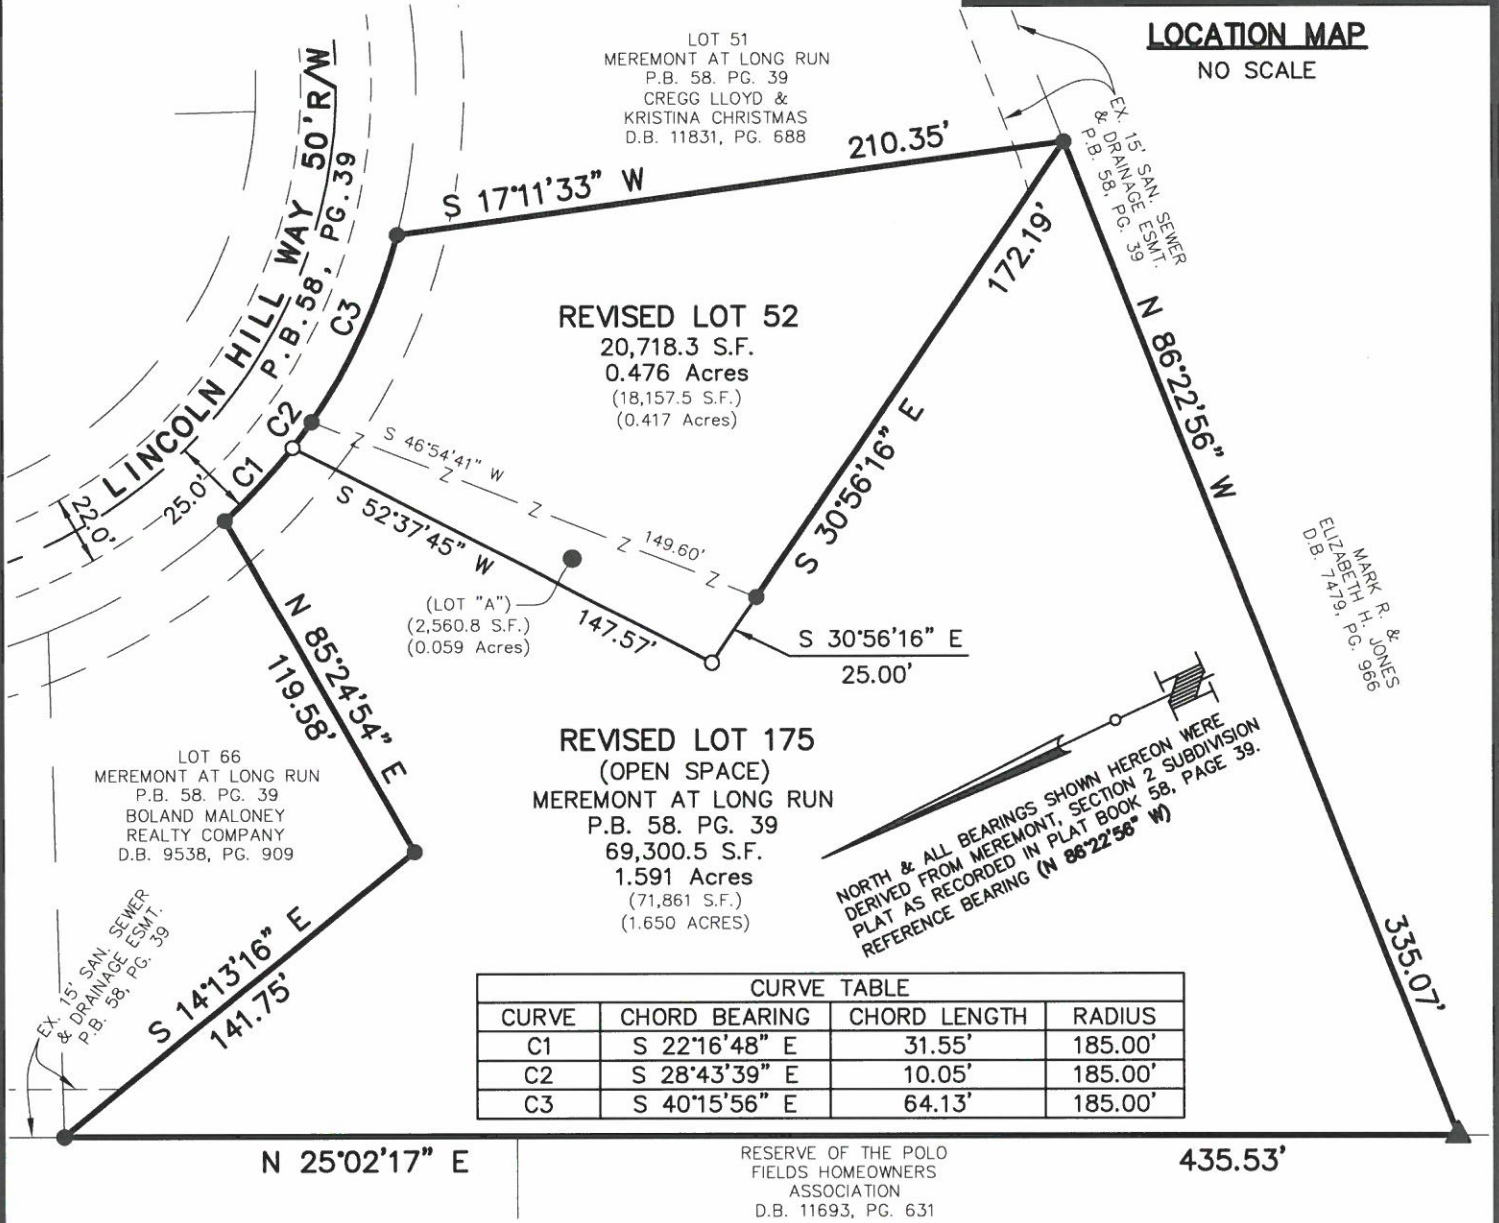 LOCATION MAP
NO SCALE
LOT 51
MEREMONT AT LONG RUN
P.B. 58. PG. 39
CREGG LLOYD &
KRISTINA CHRISTMAS
D.B. 11831, PG. 688
LINCOLN HILL WAY 50'R/W
P.B.58, PG.39
EX. 15' SAN. SEWER
& DRAINAGE ESMT.
P.B. 58, PG. 39
S 17°11'33" W
210.35'
172.19'
S 30°56'16" E
N 86°22'56" W
335.07'
REVISED LOT 52
20,718.3 S.F.
0.476 Acres
(18,157.5 S.F.)
(0.417 Acres)
C3
C2
C1
25.0'
22.0'
S 46°54'41" W
Z
Z
Z
Z
Z
149.60'
S 52°37'45" W
147.57'
(LOT "A")
(2,560.8 S.F.)
(0.059 Acres)
S 30°56'16" E
25.00'
MARK R. &
ELIZABETH H. JONES
D.B. 7479, PG. 966
N 85°24'54" E
119.58'
LOT 66
MEREMONT AT LONG RUN
P.B. 58. PG. 39
BOLAND MALONEY
REALTY COMPANY
D.B. 9538, PG. 909
REVISED LOT 175
(OPEN SPACE)
MEREMONT AT LONG RUN
P.B. 58. PG. 39
69,300.5 S.F.
1.591 Acres
(71,861 S.F.)
(1.650 ACRES)
NORTH & ALL BEARINGS SHOWN HEREON WERE
DERIVED FROM MEREMONT, SECTION 2 SUBDIVISION
PLAT AS RECORDED IN PLAT BOOK 58, PAGE 39.
REFERENCE BEARING (N 86°22'56" W)
EX. 15' SAN. SEWER
& DRAINAGE ESMT.
P.B. 58, PG. 39
S 14°13'16" E
141.75'
CURVE TABLE
CURVE CHORD BEARING CHORD LENGTH RADIUS
C1 S 22°16'48" E 31.55' 185.00'
C2 S 28°43'39" E 10.05' 185.00'
C3 S 40°15'56" E 64.13' 185.00'
N 25°02'17" E
435.53'
RESERVE OF THE POLO
FIELDS HOMEOWNERS
ASSOCIATION
D.B. 11693, PG. 631